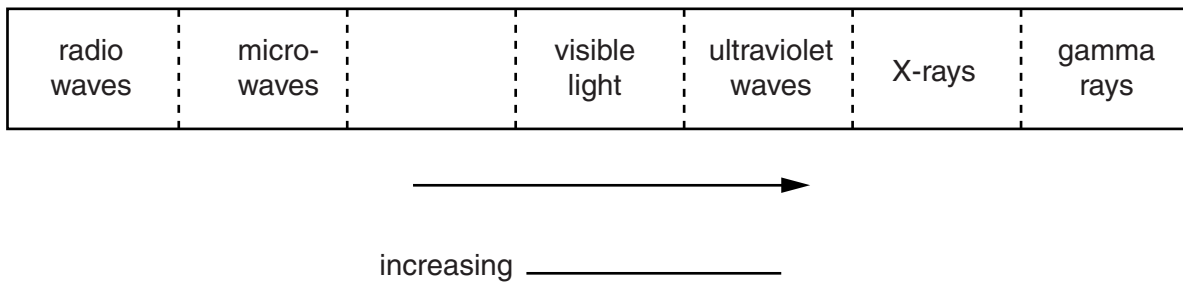 radio
waves
micro-
waves
visible
light
ultraviolet
waves
X-rays
gamma
rays
increasing